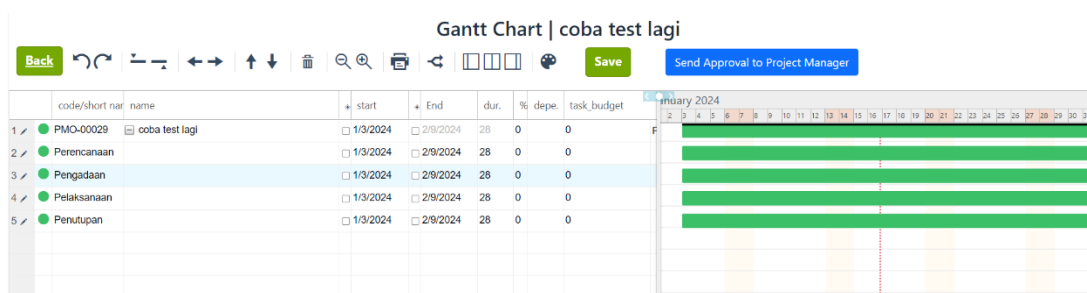 Gantt Chart | coba test lagi
Back Save Send Approval to Project Manager
code/short nar name start End dur. % depe. task_budget nuary 2024
2 3 4 5 6 7 8 9 10 11 12 13 14 15 16 17 18 19 20 21 22 23 24 25 26 27 28 29 30
1 PMO-00029 coba test lagi 1/3/2024 2/9/2024 28 0 0 F
2 Perencanaan 1/3/2024 2/9/2024 28 0 0
3 Pengadaan 1/3/2024 2/9/2024 28 0 0
4 Pelaksanaan 1/3/2024 2/9/2024 28 0 0
5 Penutupan 1/3/2024 2/9/2024 28 0 0